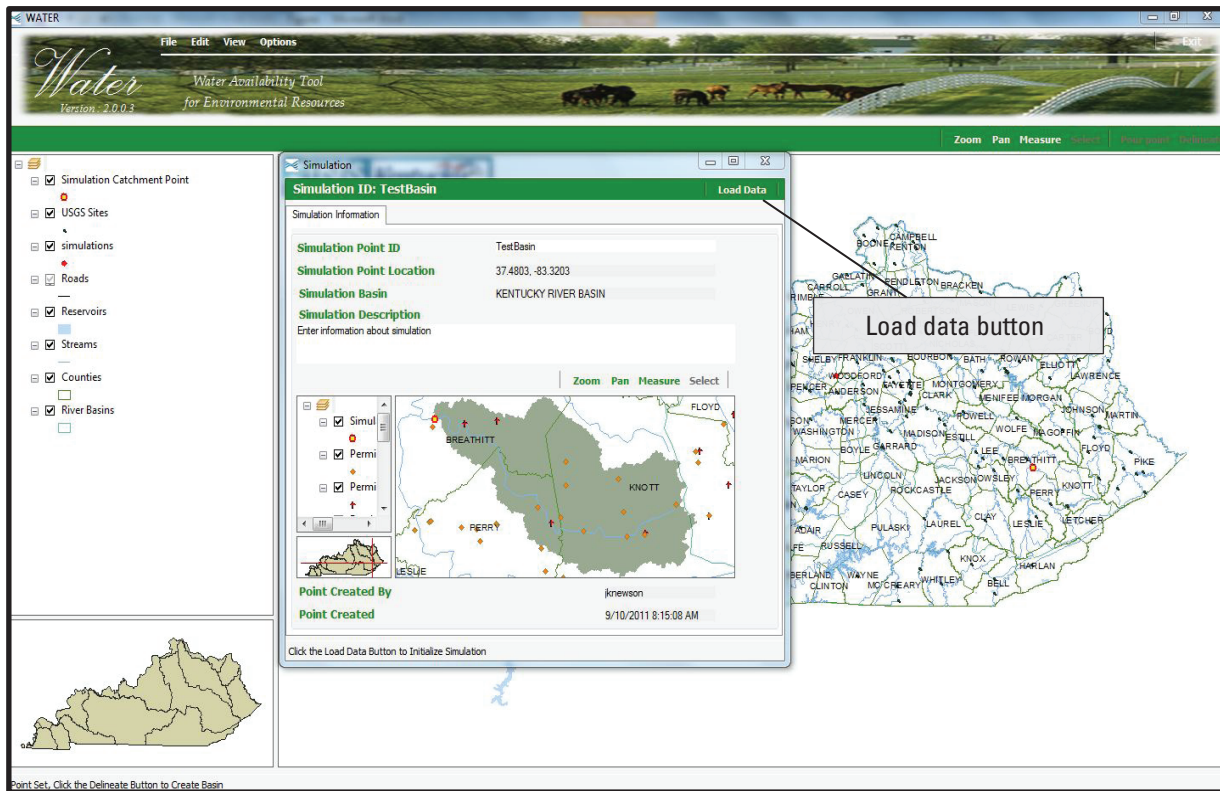 WATER
File Edit View Options
Exit
Water
Version : 2.0.0.3
Water Availability Tool
for Environmental Resources
Zoom Pan Measure Select
Simulation Catchment Point
USGS Sites
simulations
Roads
Reservoirs
Streams
Counties
River Basins
Simulation
Simulation ID: TestBasin
Load Data
Simulation Information
Simulation Point ID TestBasin
Simulation Point Location 37.4803, -83.3203
Simulation Basin KENTUCKY RIVER BASIN
Simulation Description
Enter information about simulation
Zoom Pan Measure Select
Simul
Permi
Permi
FLOYD
BREATHITT
KNOTT
PERRY
LESLIE
Point Created By jknewson
Point Created 9/10/2011 8:15:08 AM
Click the Load Data Button to Initialize Simulation
Load data button
CAMPBELL
BOONE KENTON
GALLATIN PENDLETON BRACKEN
CARROLL GRANT
SHELBY FRANKLIN BOURBON BATH ROWAN
ELLIOTT
WOODFORD LAWRENCE
ANDERSON FAYETTE MONTGOMERY
CLARK MENIFEE MORGAN
JESSAMINE POWELL JOHNSON MARTIN
MERCER WOLFE MAGOFFIN
WASHINGTON MADISON ESTILL
BOYLE GARRARD LEE FLOYD
MARION BREATHITT PIKE
LINCOLN JACKSON OWSLEY KNOTT
TAYLOR CASEY ROCKCASTLE PERRY
CLAY LESLIE LETCHER
ADAIR PULASKI LAUREL
RUSSELL KNOX HARLAN
WAYNE MC CREARY WHITLEY BELL
CLINTON
Point Set, Click the Delineate Button to Create Basin